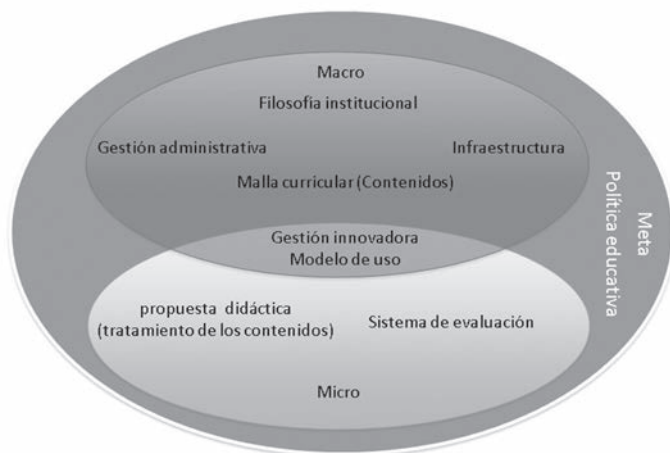 Macro
Filosofía institucional
Gestión administrativa
Infraestructura
Malla curricular (Contenidos)
Gestión innovadora
Modelo de uso
propuesta didáctica
(tratamiento de los contenidos)
Sistema de evaluación
Micro
Meta
Política educativa